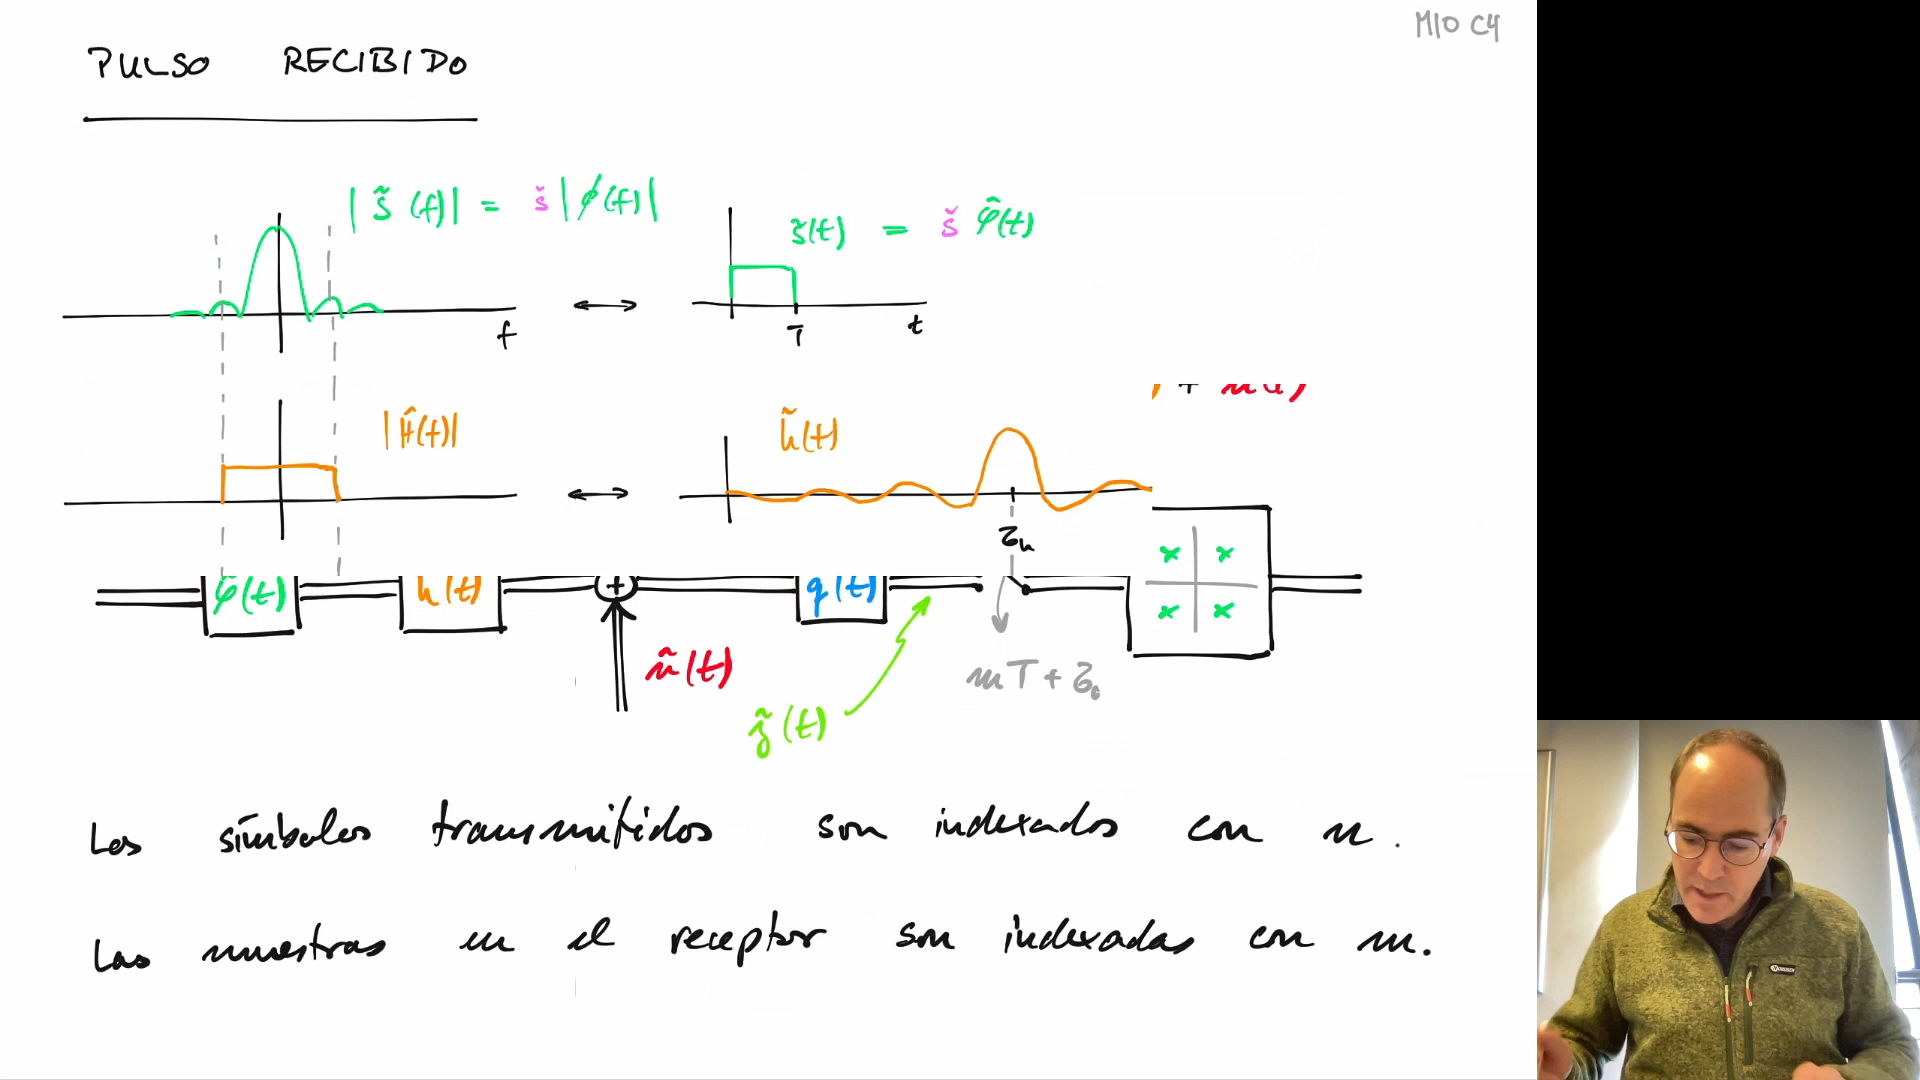 M10 C4
PULSO RECIBIDO
|s̃(f)| = š|ϕ(f)|
s̃(t) = š φ̃(t)
f
T
t
|H̃(f)|
h̃(t)
τₕ
φ̃(t)
h(t)
+
q(t)
ñ(t)
mT + τ₀
z̃(t)
Los símbolos transmitidos son indexados con n.
Las muestras en el receptor son indexadas con m.